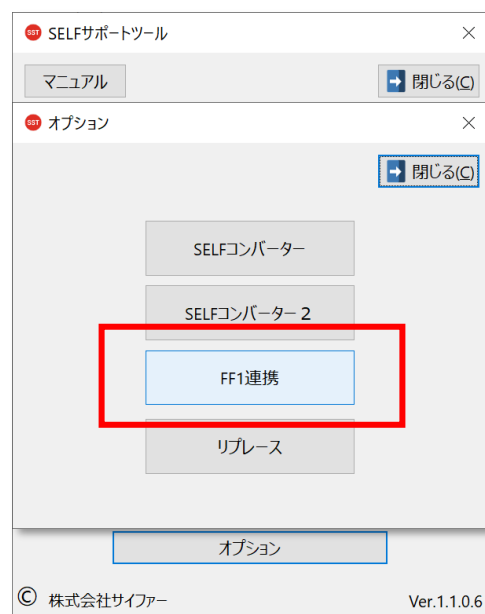 SST SELFサポートツール
マニュアル 閉じる(C)
SST オプション
閉じる(C)
SELFコンバーター
SELFコンバーター２
FF1連携
リプレース
オプション
© 株式会社サイファー Ver.1.1.0.6